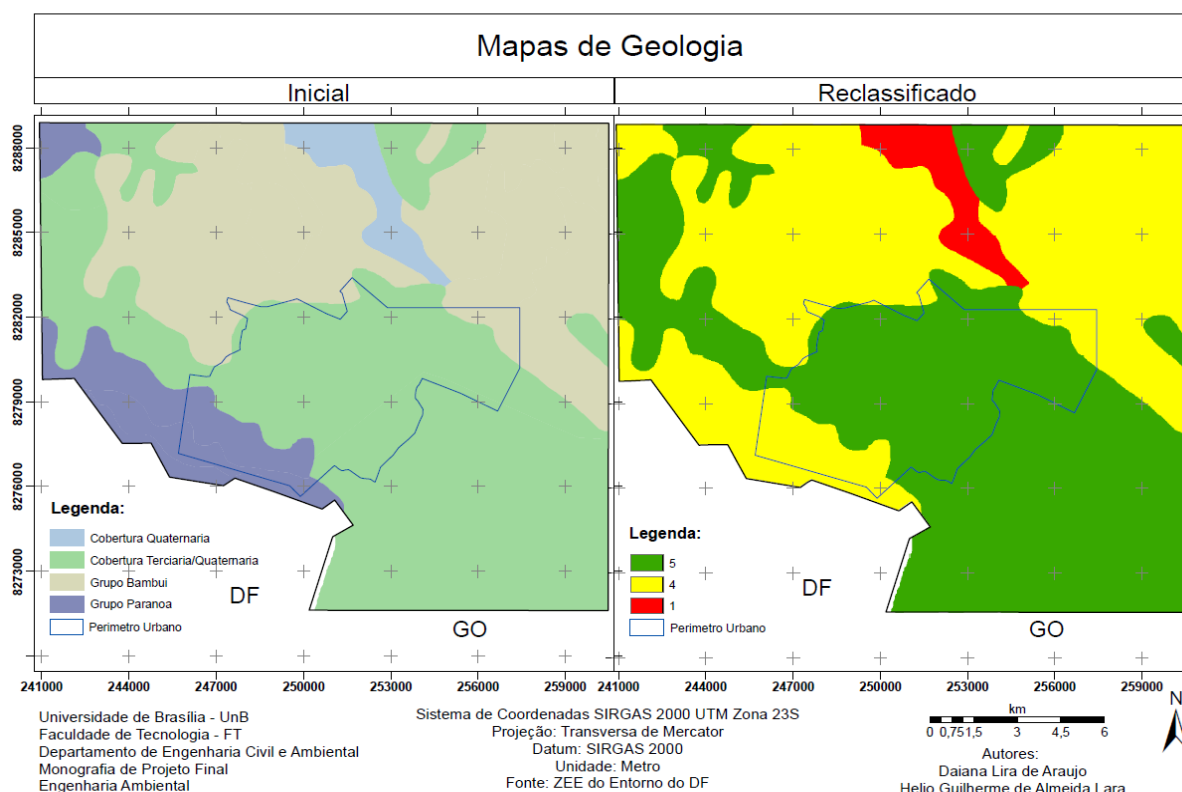 Mapas de Geologia
Inicial
Reclassificado
8288000
8285000
8282000
8279000
8276000
8273000
Legenda:
Cobertura Quaternaria
Cobertura Terciaria/Quaternaria
Grupo Bambui
Grupo Paranoa
Perimetro Urbano
DF
GO
Legenda:
5
4
1
Perimetro Urbano
DF
GO
241000 244000 247000 250000 253000 256000 259000
241000 244000 247000 250000 253000 256000 259000
Universidade de Brasília - UnB
Faculdade de Tecnologia - FT
Departamento de Engenharia Civil e Ambiental
Monografia de Projeto Final
Engenharia Ambiental
Sistema de Coordenadas SIRGAS 2000 UTM Zona 23S
Projeção: Transversa de Mercator
Datum: SIRGAS 2000
Unidade: Metro
Fonte: ZEE do Entorno do DF
km
0 0,75 1,5 3 4,5 6
N
Autores:
Daiana Lira de Araujo
Helio Guilherme de Almeida Lara